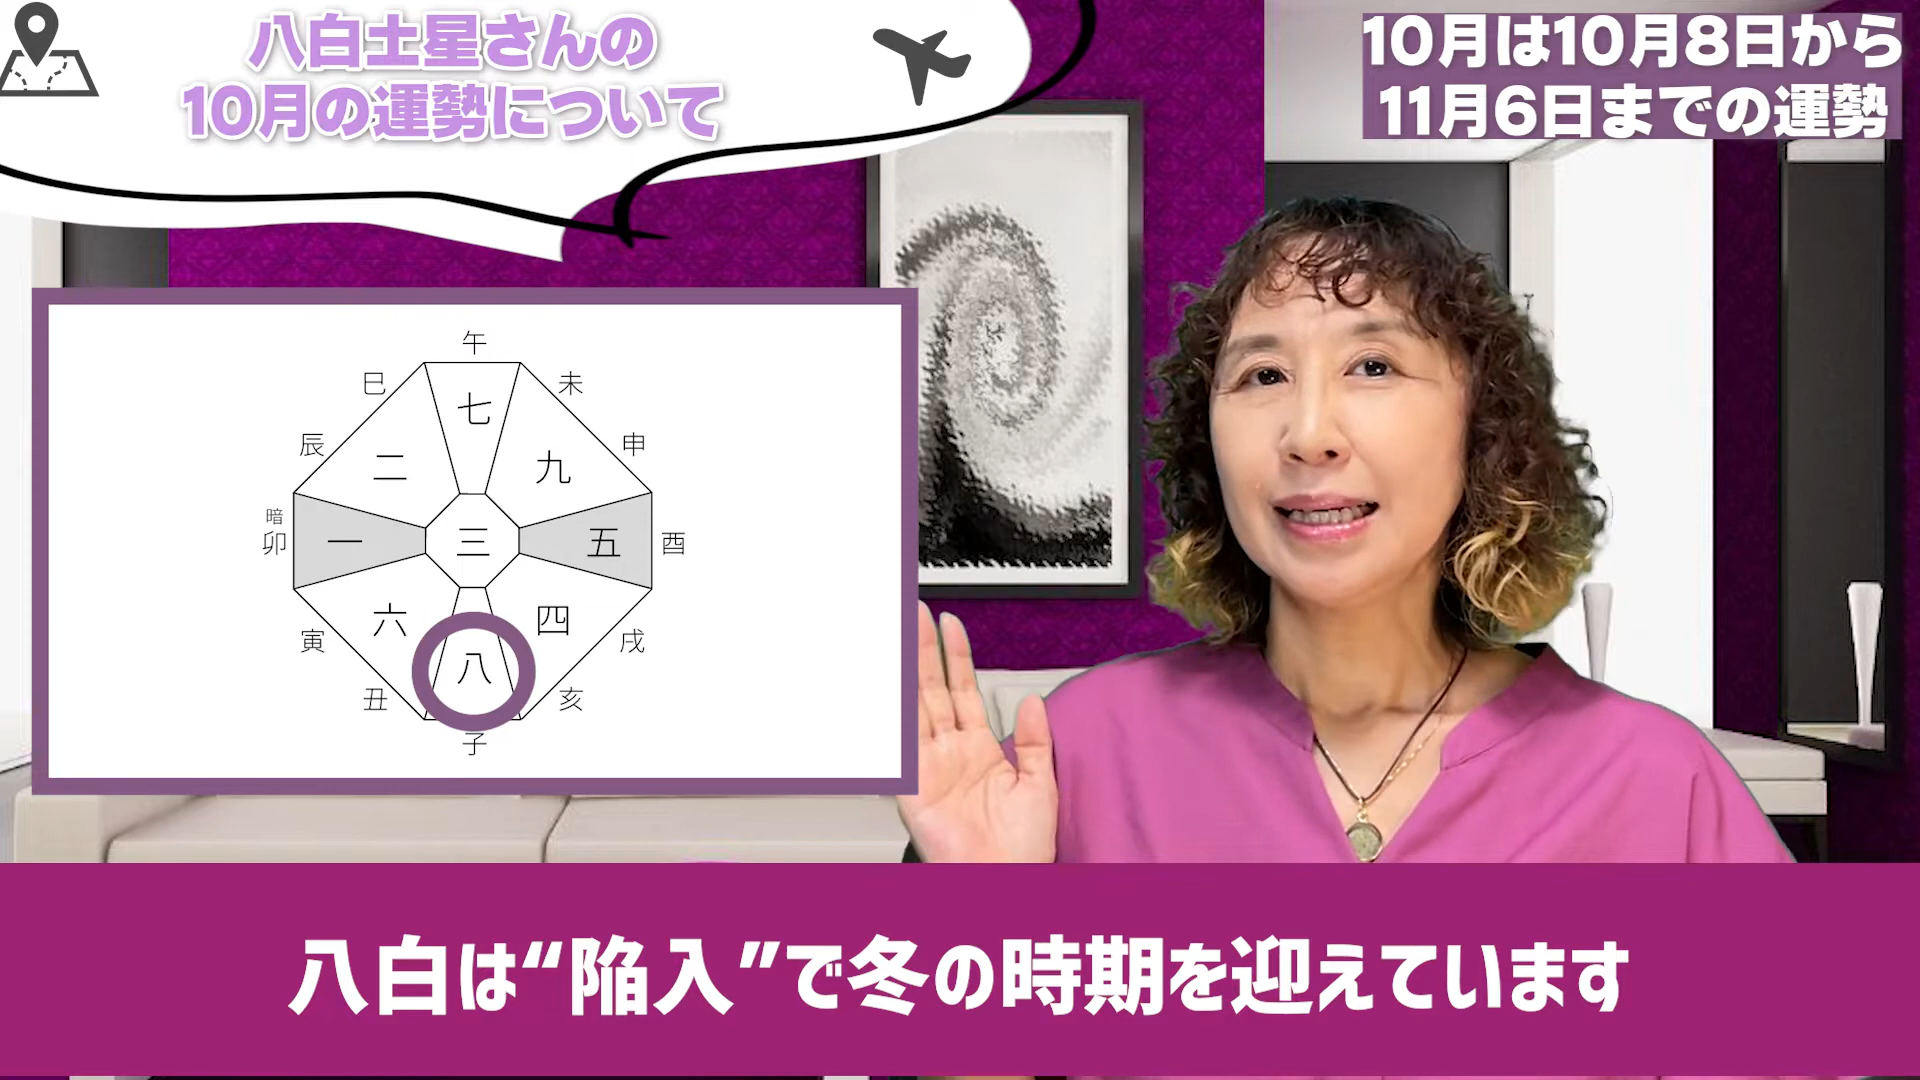 八白土星さんの
10月の運勢について
10月は10月8日から
11月6日までの運勢
午
巳
未
七
辰
申
二
九
暗
卯
一
三
五
酉
六
四
寅
戌
八
丑
亥
子
八白は“陥入”で冬の時期を迎えています